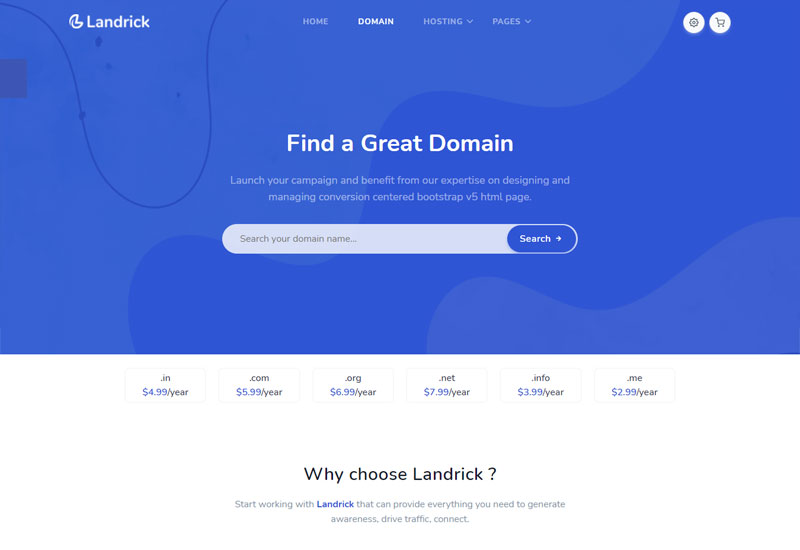 Landrick
HOME DOMAIN HOSTING PAGES
Find a Great Domain
Launch your campaign and benefit from our expertise on designing and
managing conversion centered bootstrap v5 html page.
Search your domain name...
Search
.in .com .org .net .info .me
$4.99/year $5.99/year $6.99/year $7.99/year $3.99/year $2.99/year
Why choose Landrick ?
Start working with Landrick that can provide everything you need to generate
awareness, drive traffic, connect.